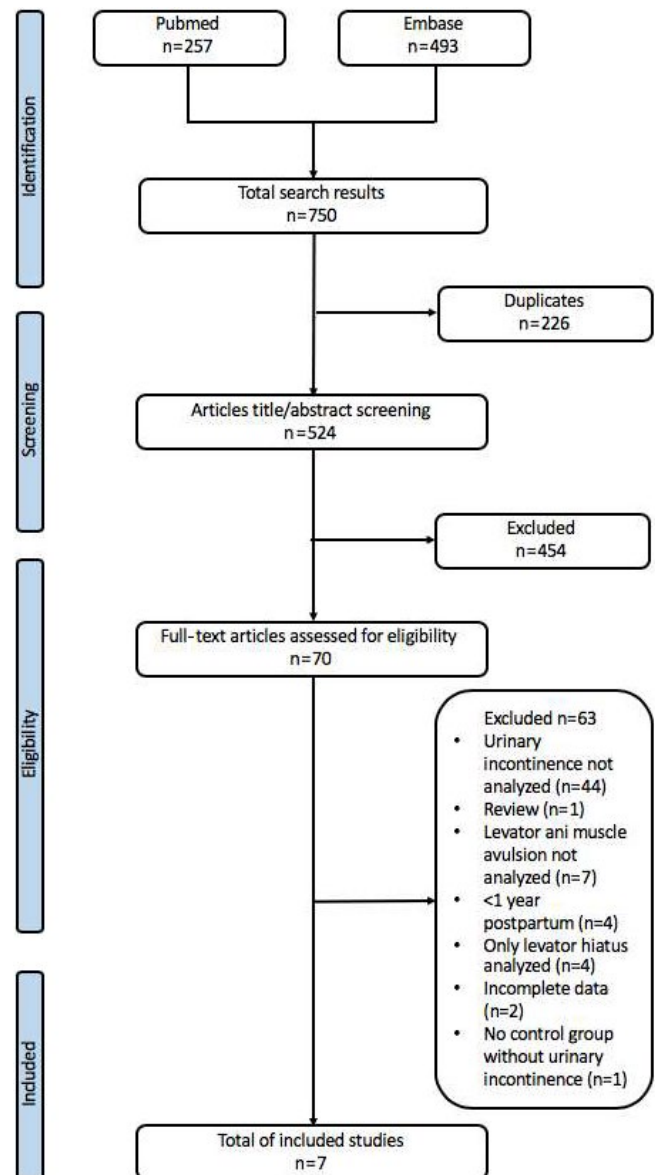 Pubmed
n=257
Embase
n=493
Identification
Total search results
n=750
Duplicates
n=226
Screening
Articles title/abstract screening
n=524
Excluded
n=454
Eligibility
Full-text articles assessed for eligibility
n=70
Excluded n=63
• Urinary
incontinence not
analyzed (n=44)
• Review (n=1)
• Levator ani muscle
avulsion not
analyzed (n=7)
• <1 year
postpartum (n=4)
• Only levator hiatus
analyzed (n=4)
• Incomplete data
(n=2)
• No control group
without urinary
incontinence (n=1)
Included
Total of included studies
n=7